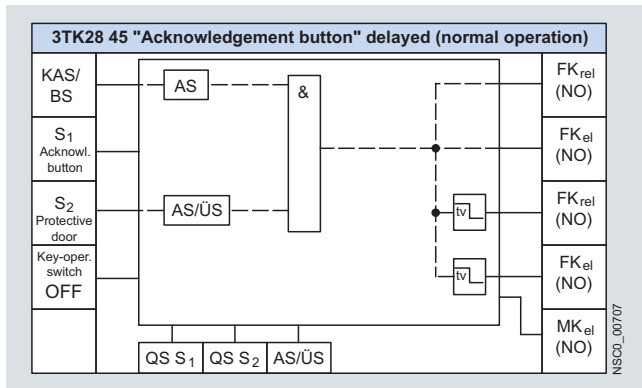 3TK28 45 "Acknowledgement button" delayed (normal operation)
KAS/
BS
S1
Acknowl.
button
S2
Protective
door
Key-oper.
switch
OFF
AS
&
AS/ÜS
tv
tv
FKrel
(NO)
FKel
(NO)
FKrel
(NO)
FKel
(NO)
MKel
(NO)
QS S1
QS S2
AS/ÜS
NSC0_00707